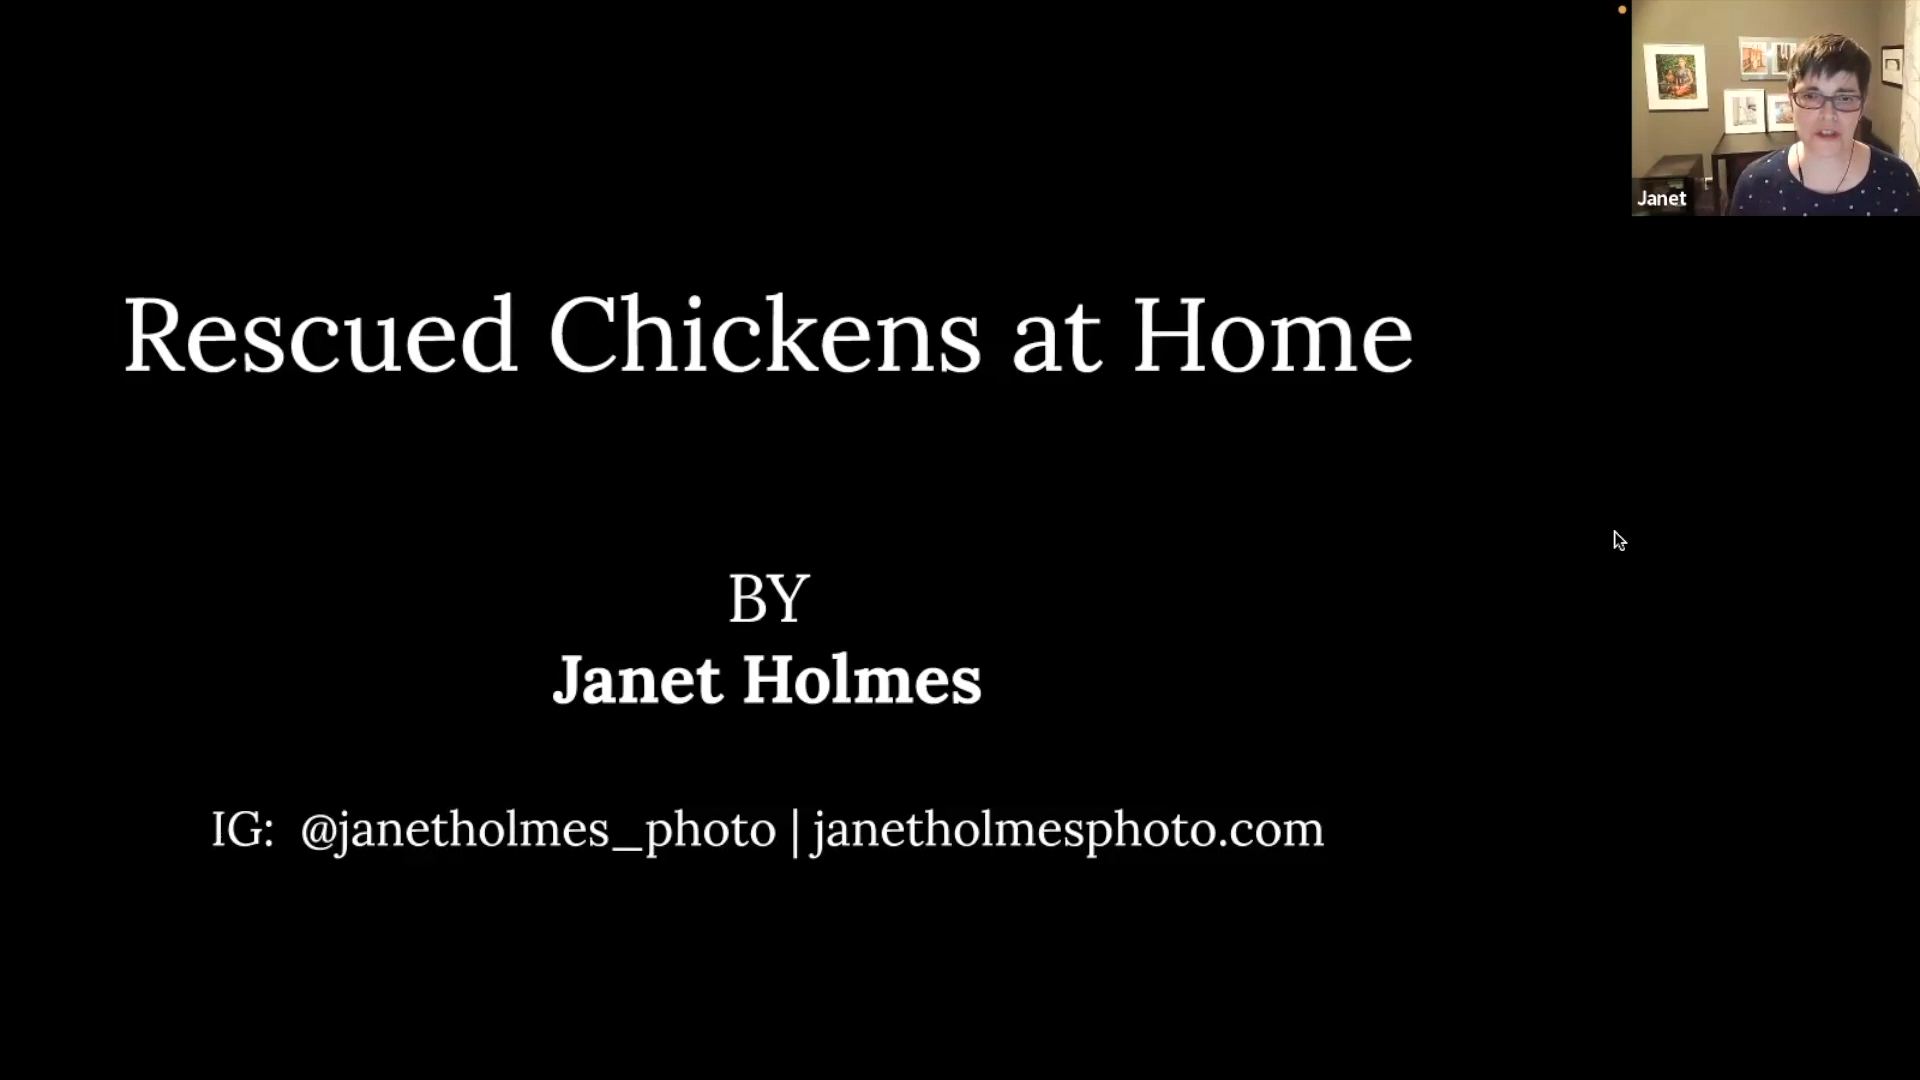 Janet
Rescued Chickens at Home
BY
Janet Holmes
IG: @janetholmes_photo | janetholmesphoto.com